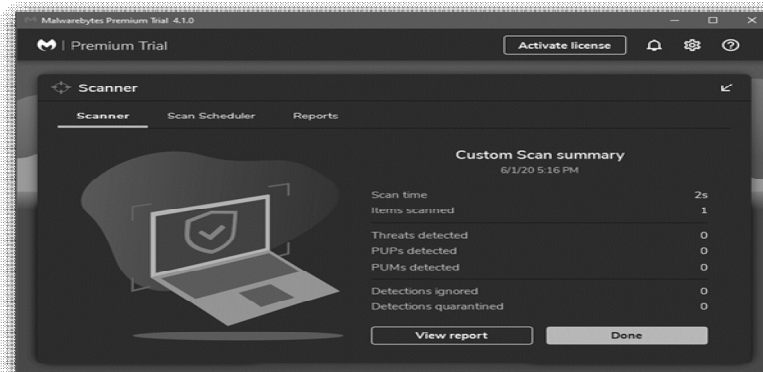 Malwarebytes Premium Trial 4.1.0
Premium Trial
Activate license
Scanner
Scanner Scan Scheduler Reports
Custom Scan summary
6/1/20 5:16 PM
Scan time 2s
Items scanned 1
Threats detected 0
PUPs detected 0
PUMs detected 0
Detections ignored 0
Detections quarantined 0
View report Done